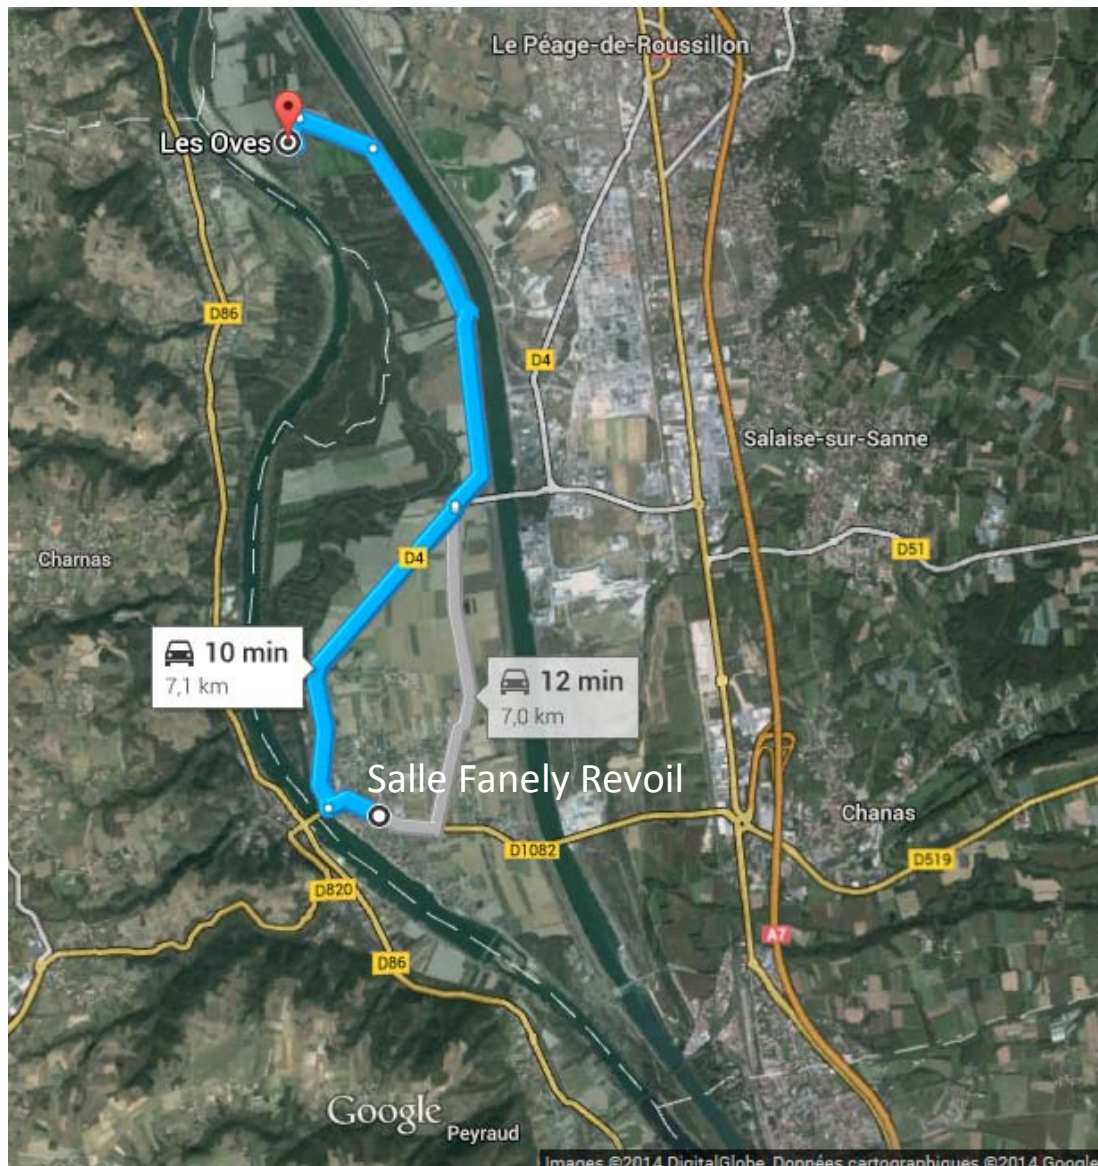 Le Péage-de-Roussillon
Les Oves
D86
D4
Salaise-sur-Sanne
Charnas
D4
D51
10 min
7,1 km
12 min
7,0 km
Salle Fanely Revoil
Chanas
D1082
D519
D820
A7
D86
Google
Peyraud
Images ©2014 DigitalGlobe, Données cartographiques ©2014 Google